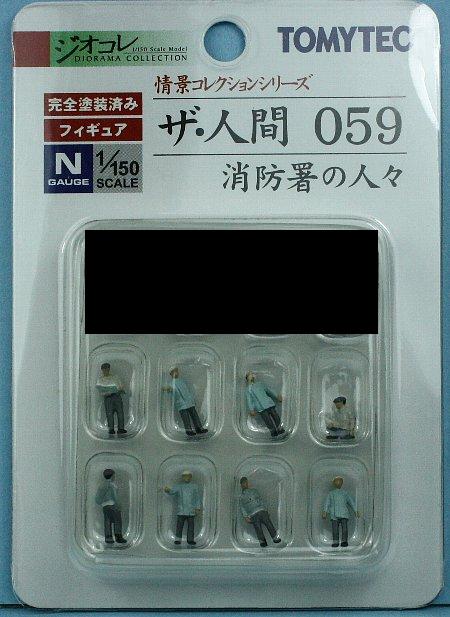 ジオコレ
1/150 Scale Model
DIORAMA COLLECTION
TOMYTEC
情景コレクションシリーズ
完全塗装済み
フィギュア
ザ・人間 059
N
GAUGE
1/150
SCALE
消防署の人々